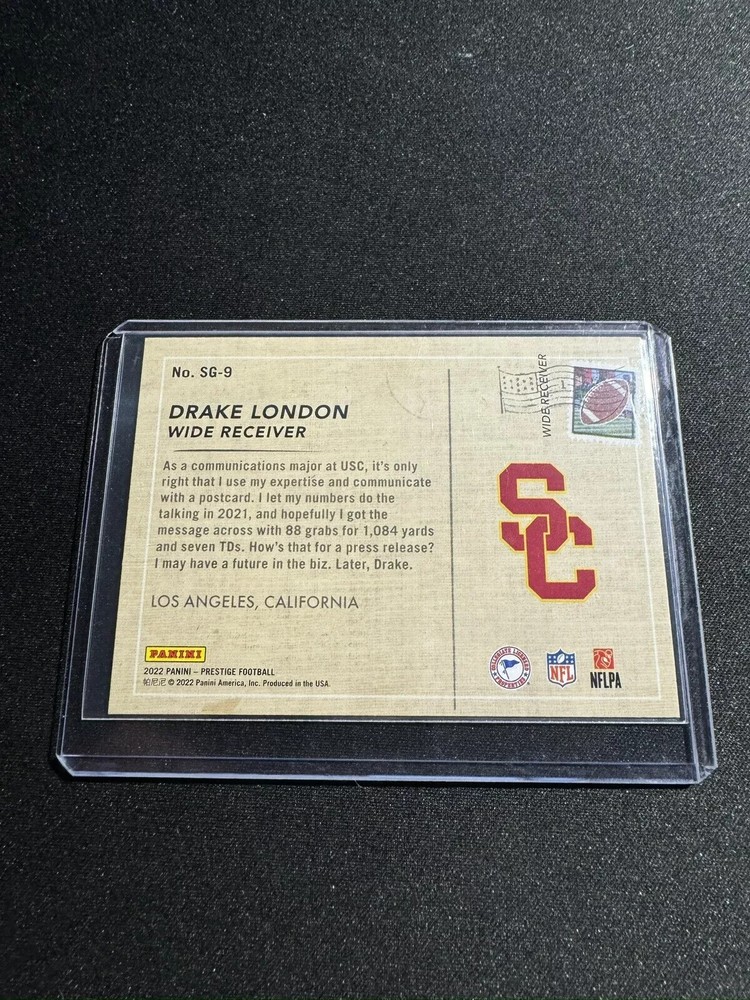 No. SG-9
DRAKE LONDON
WIDE RECEIVER
As a communications major at USC, it's only
right that I use my expertise and communicate
with a postcard. I let my numbers do the
talking in 2021, and hopefully I got the
message across with 88 grabs for 1,084 yards
and seven TDs. How's that for a press release?
I may have a future in the biz. Later, Drake.
LOS ANGELES, CALIFORNIA
PANINI
2022 PANINI – PRESTIGE FOOTBALL
帕尼尼 © 2022 Panini America, Inc. Produced in the USA.
WIDE RECEIVER
SC
COLLEGIATE LICENSED PROPERTIES
NFL
NFLPA